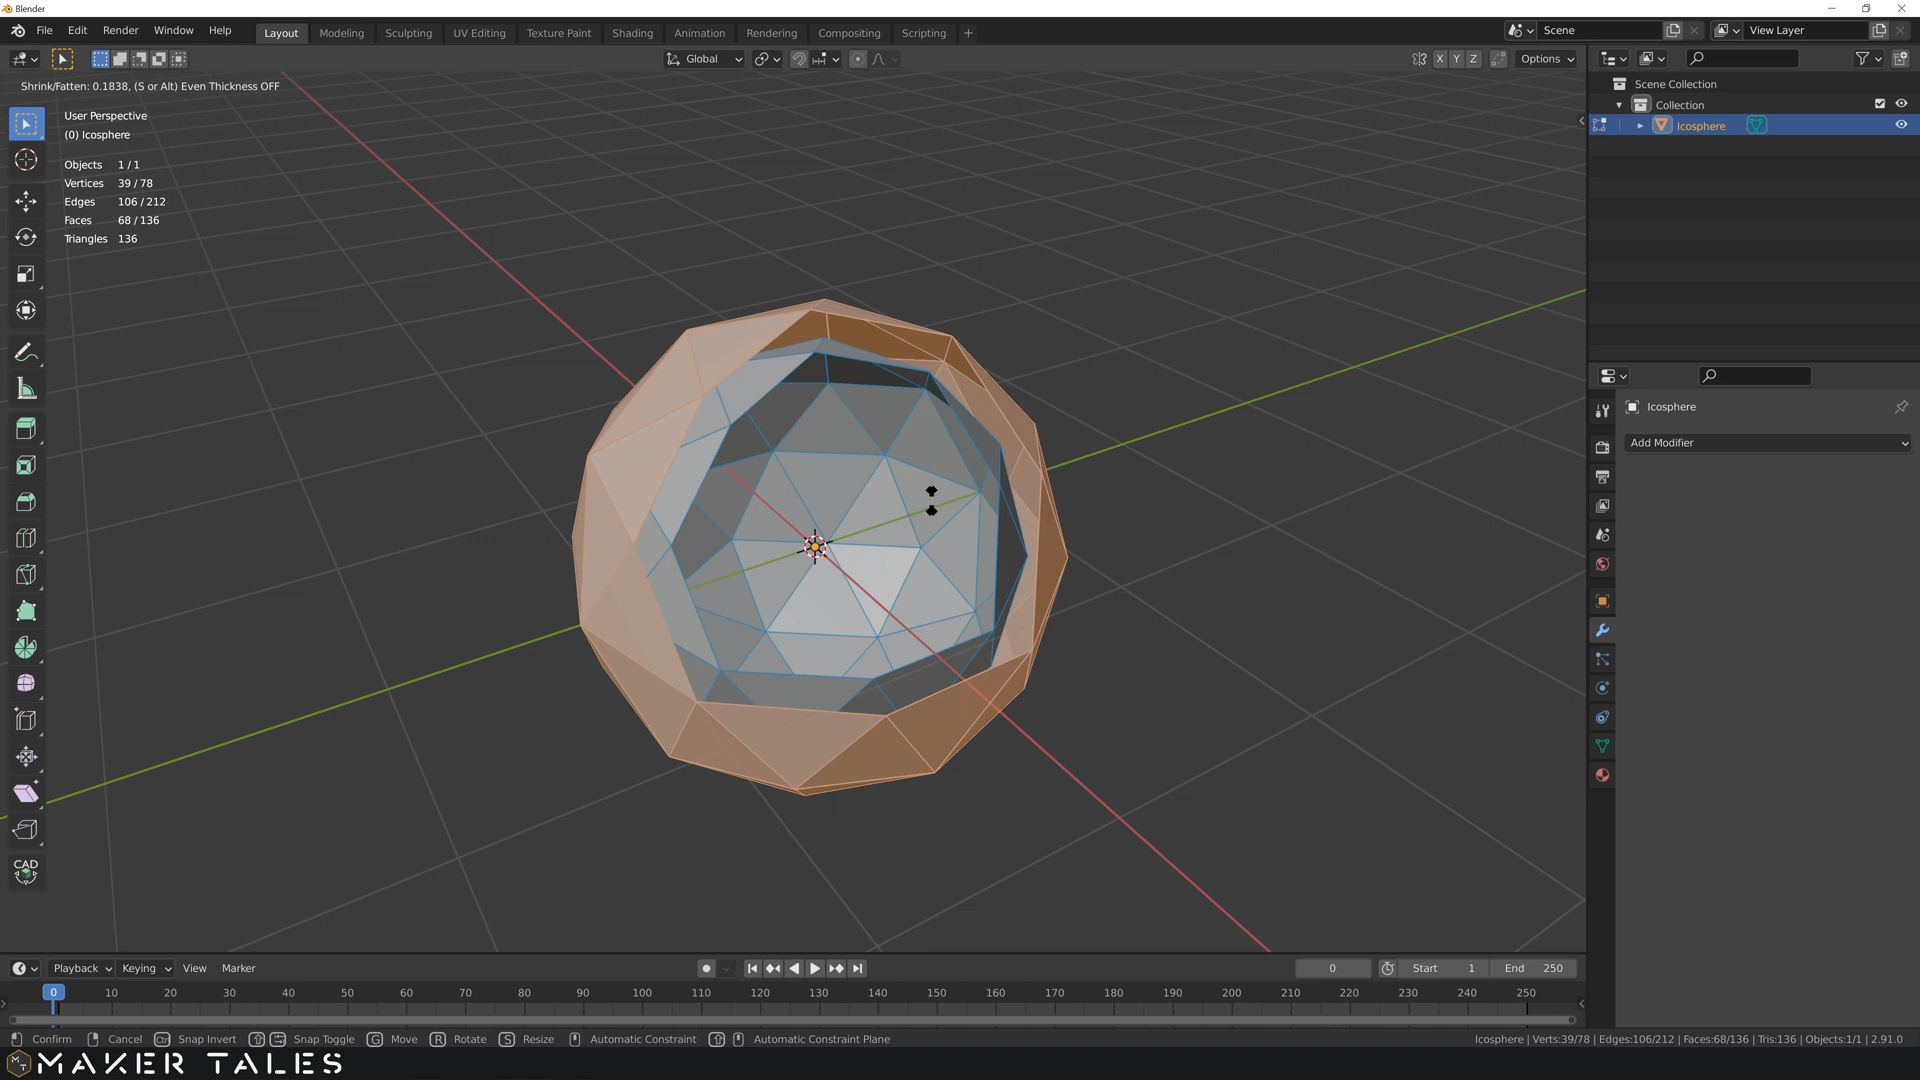 Blender
File Edit Render Window Help
Layout Modeling Sculpting UV Editing Texture Paint Shading Animation Rendering Compositing Scripting +
Scene
View Layer
Global
X Y Z
Options
Shrink/Fatten: 0.1838, (S or Alt) Even Thickness OFF
User Perspective
(0) Icosphere
Objects 1 / 1
Vertices 39 / 78
Edges 106 / 212
Faces 68 / 136
Triangles 136
CAD
Scene Collection
Collection
Icosphere
Icosphere
Add Modifier
Playback Keying View Marker
0
Start 1
End 250
0 10 20 30 40 50 60 70 80 90 100 110 120 130 140 150 160 170 180 190 200 210 220 230 240 250
Confirm Cancel Ctrl Snap Invert Snap Toggle G Move R Rotate S Resize Automatic Constraint Automatic Constraint Plane
Icosphere | Verts:39/78 | Edges:106/212 | Faces:68/136 | Tris:136 | Objects:1/1 | 2.91.0
MT MAKER TALES